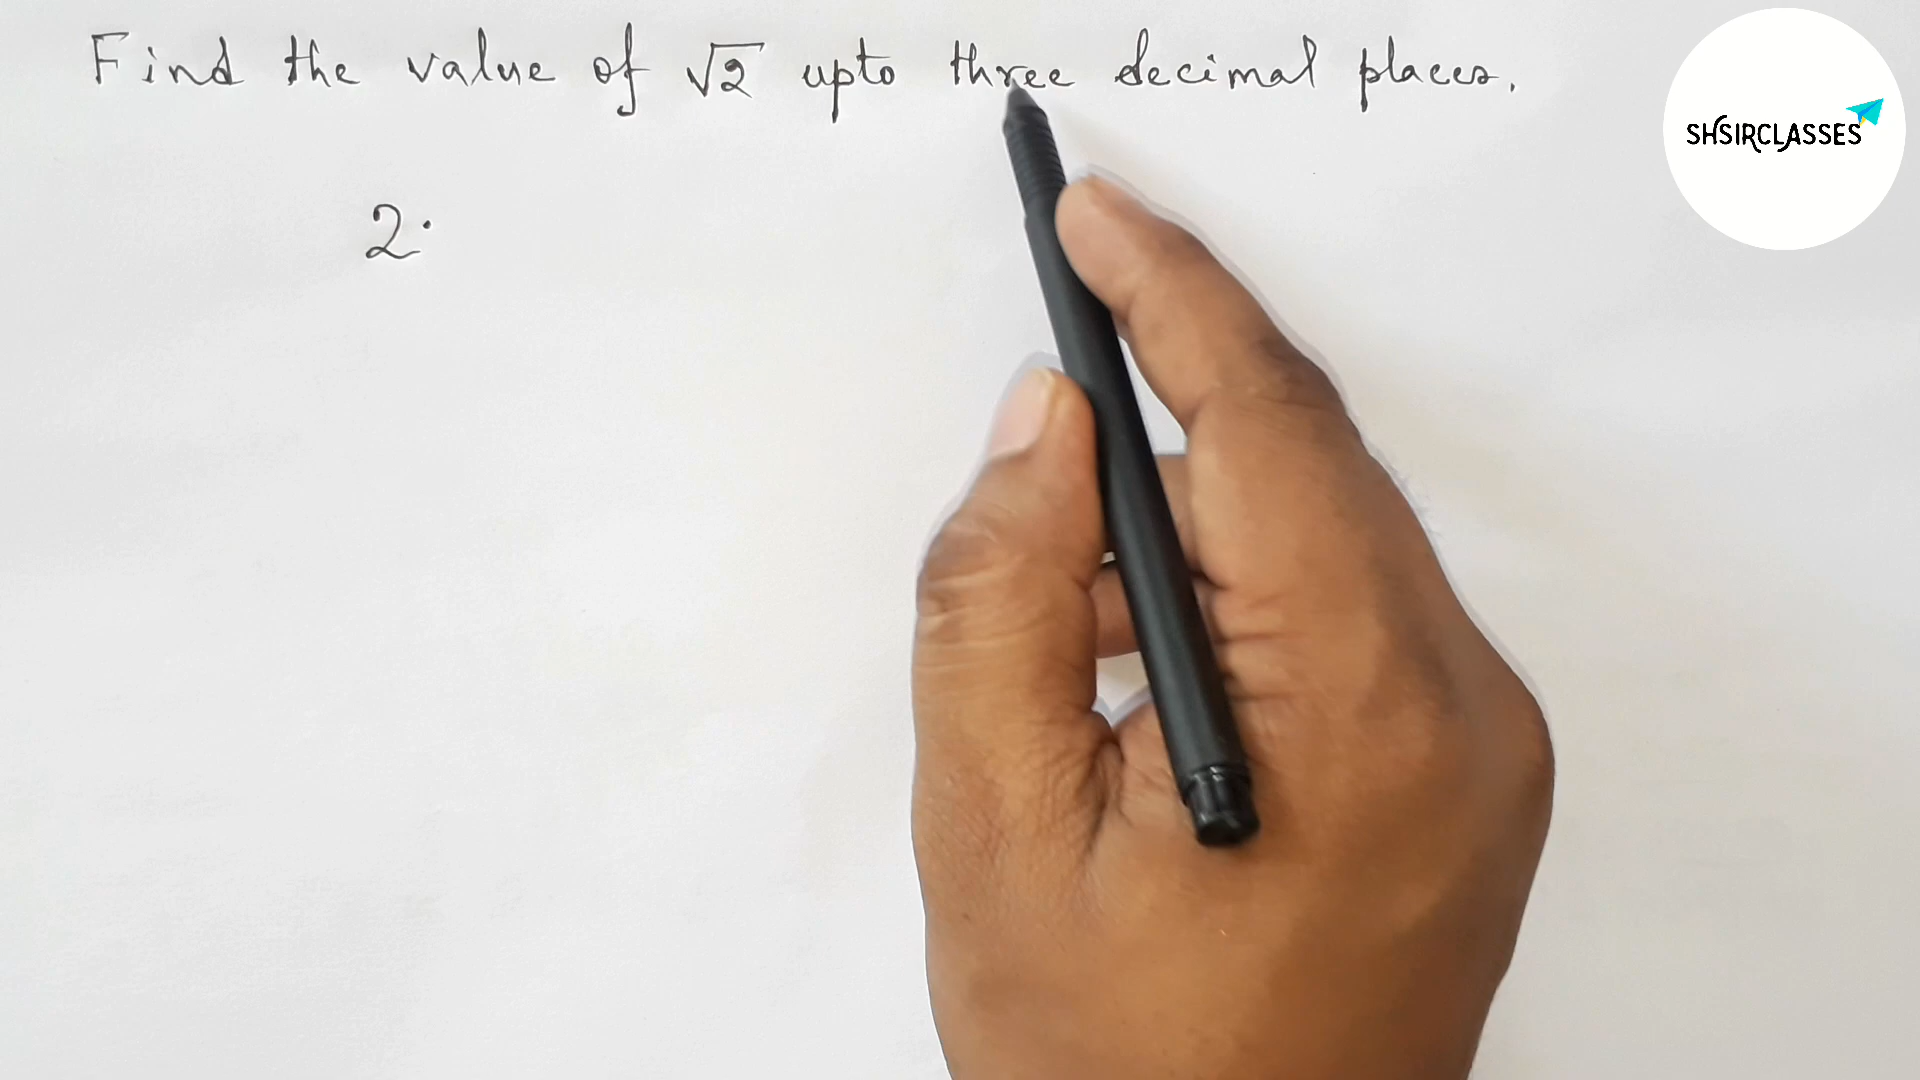 Find the value of √2 upto three decimal places.
SHSIRCLASSES
2.